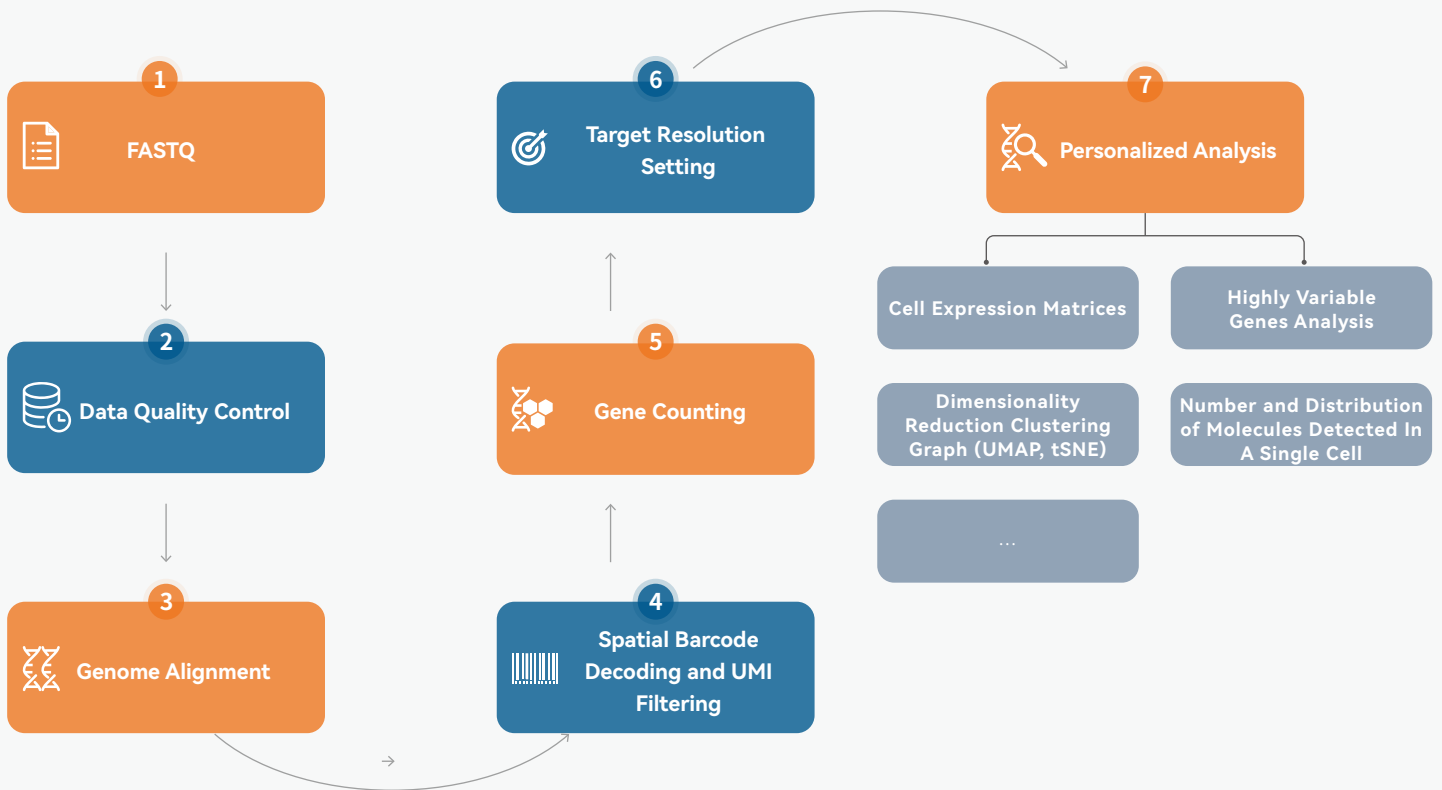 1
FASTQ
2
Data Quality Control
3
Genome Alignment
4
Spatial Barcode
Decoding and UMI
Filtering
5
Gene Counting
6
Target Resolution
Setting
7
Personalized Analysis
Cell Expression Matrices
Highly Variable
Genes Analysis
Dimensionality
Reduction Clustering
Graph (UMAP, tSNE)
Number and Distribution
of Molecules Detected In
A Single Cell
...